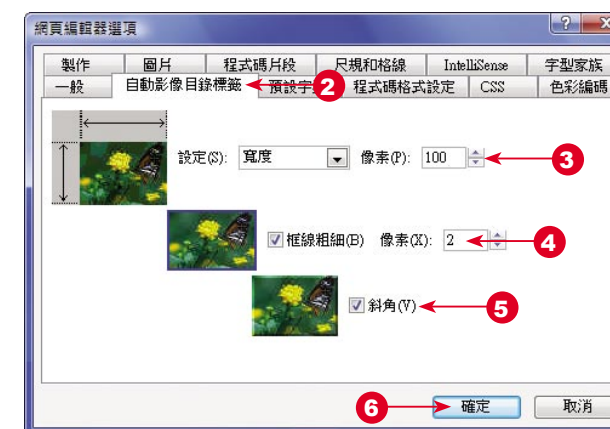 網頁編輯器選項
製作 圖片 程式碼片段 尺規和格線 IntelliSense 字型家族
一般 自動影像目錄標籤 2 預設字 程式碼格式設定 CSS 色彩編碼
設定(S): 寬度 像素(P): 100 3
框線粗細(B) 像素(X): 2 4
斜角(V) 5
6 確定 取消